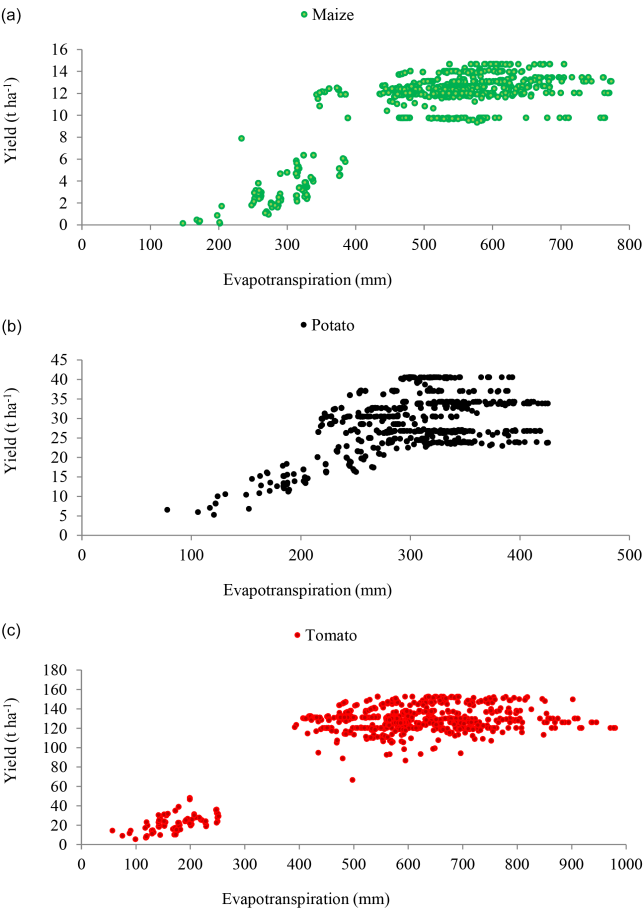 (a)
Maize
Yield (t ha-1)
16
14
12
10
8
6
4
2
0
0 100 200 300 400 500 600 700 800
Evapotranspiration (mm)
(b)
Potato
Yield (t ha-1)
45
40
35
30
25
20
15
10
5
0
0 100 200 300 400 500
Evapotranspiration (mm)
(c)
Tomato
Yield (t ha-1)
180
160
140
120
100
80
60
40
20
0
0 100 200 300 400 500 600 700 800 900 1000
Evapotranspiration (mm)